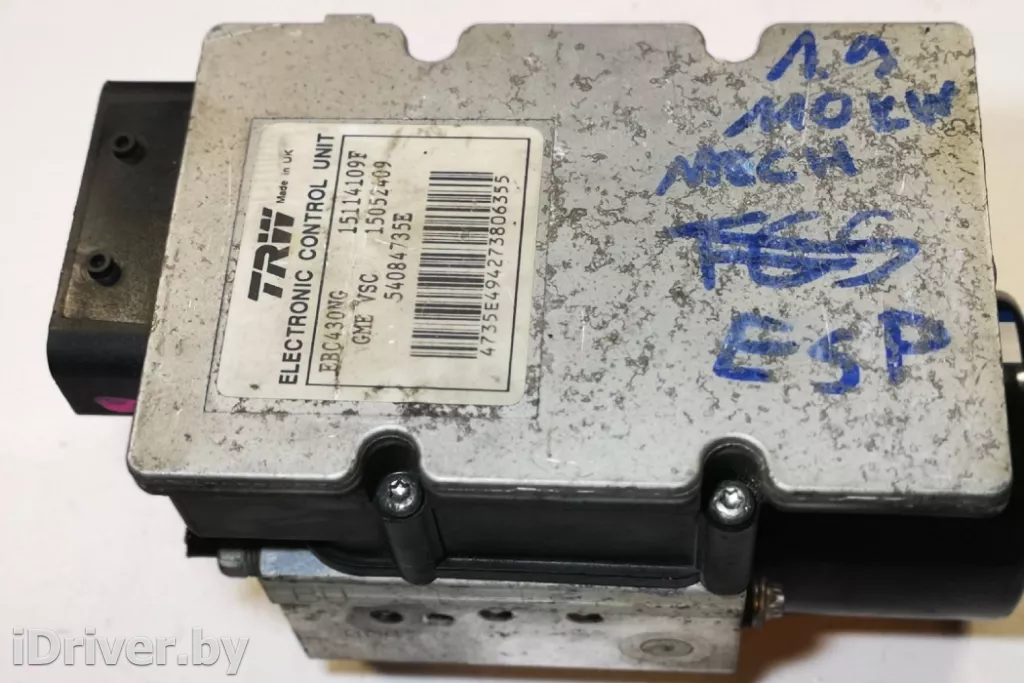 TRW Made in UK
ELECTRONIC CONTROL UNIT
EBC430NG 15114109F
GME VSC 15052409
54084735E
4735E494273806355
1.9
110 KW
MECH
ESP
iDriver.by